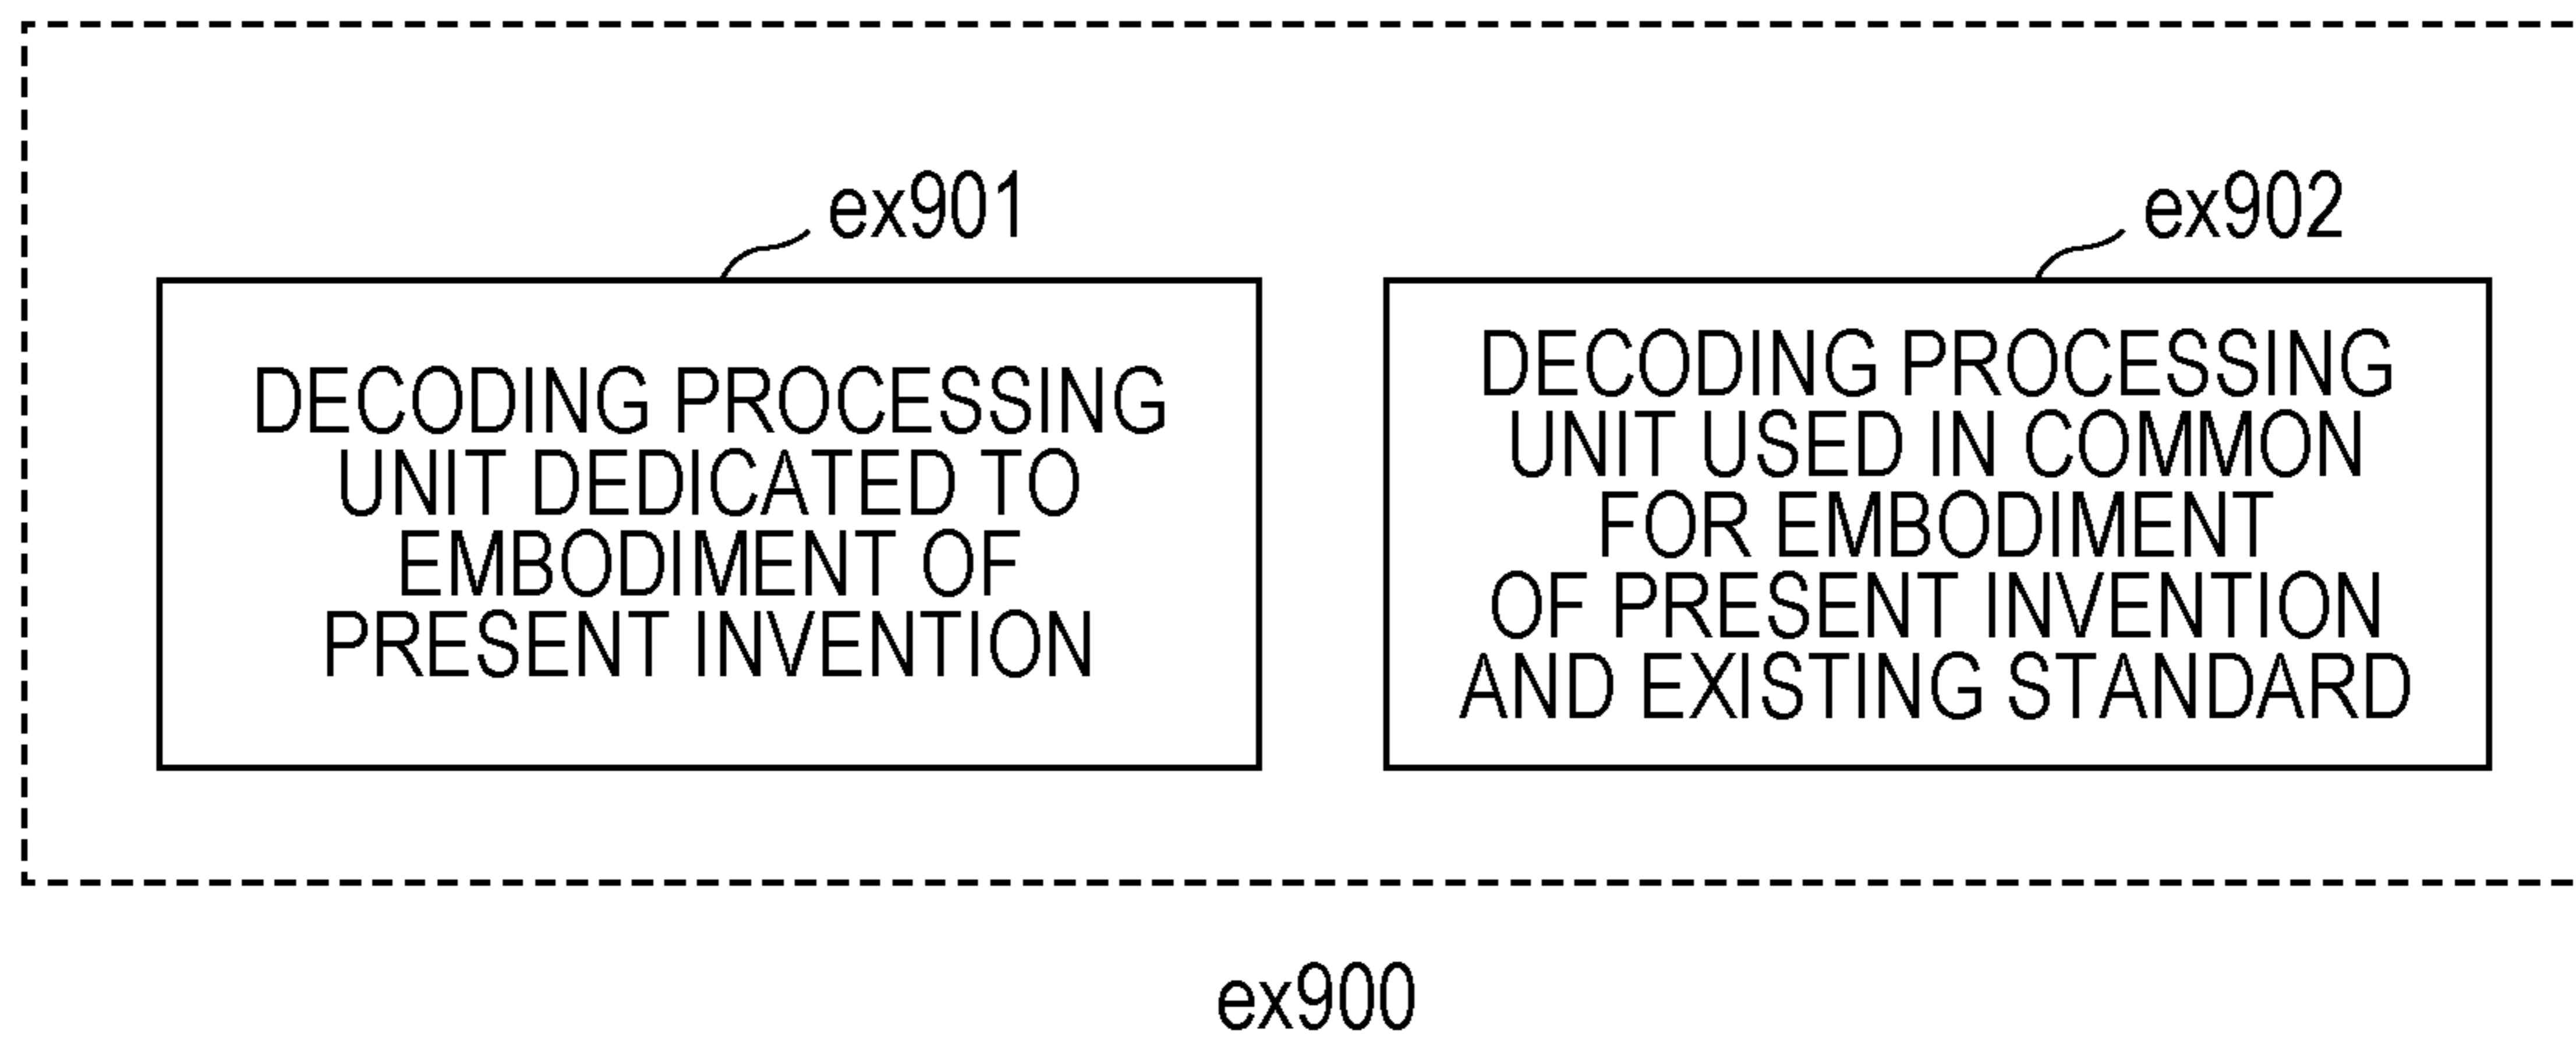 ex901
DECODING PROCESSING
UNIT DEDICATED TO
EMBODIMENT OF
PRESENT INVENTION
ex902
DECODING PROCESSING
UNIT USED IN COMMON
FOR EMBODIMENT
OF PRESENT INVENTION
AND EXISTING STANDARD
ex900